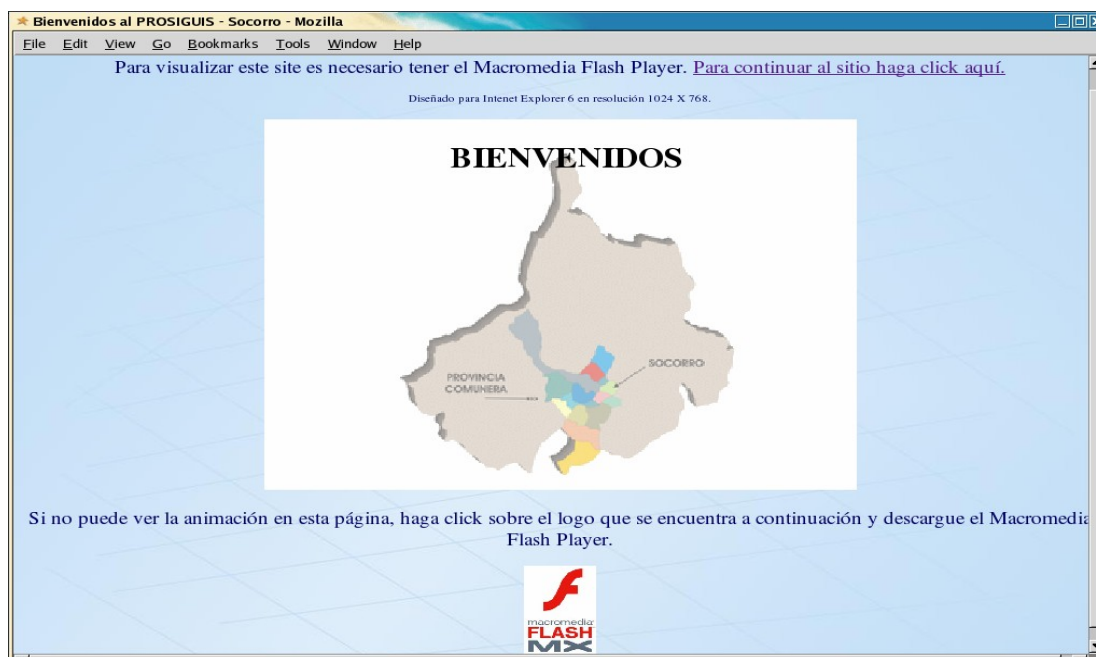 Bienvenidos al PROSIGUIS - Socorro - Mozilla
File Edit View Go Bookmarks Tools Window Help
Para visualizar este site es necesario tener el Macromedia Flash Player. Para continuar al sitio haga click aquí.
Diseñado para Intenet Explorer 6 en resolución 1024 X 768.
BIENVENIDOS
SOCORRO
PROVINCIA
COMUNERA
Si no puede ver la animación en esta página, haga click sobre el logo que se encuentra a continuación y descargue el Macromedia
Flash Player.
macromedia
FLASH
MX